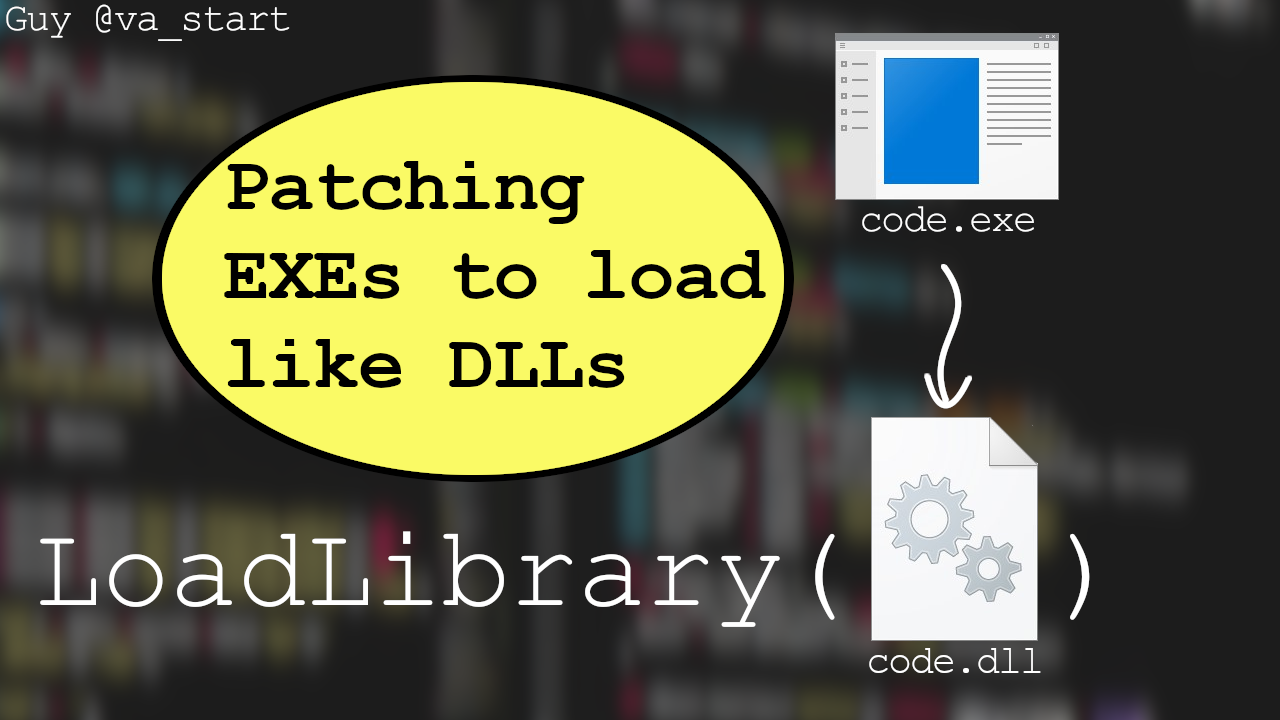 Guy @va_start
Patching
EXEs to load
like DLLs
code.exe
LoadLibrary( )
code.dll